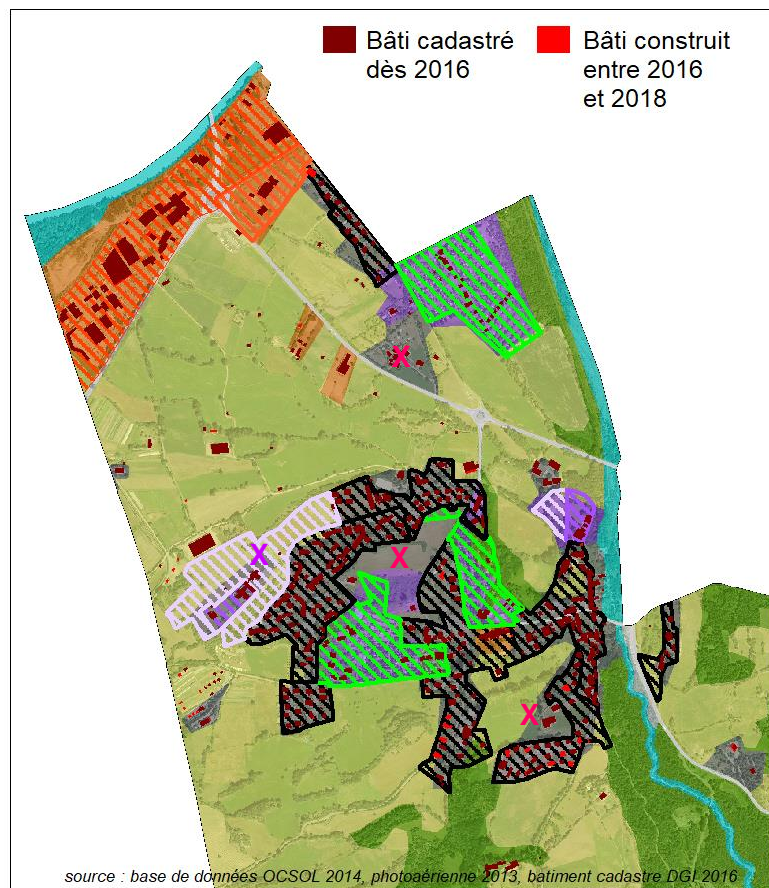 Bâti cadastré
dès 2016
Bâti construit
entre 2016
et 2018
X
X
X
X
source : base de données OCSOL 2014, photoaérienne 2013, batiment cadastre DGI 2016